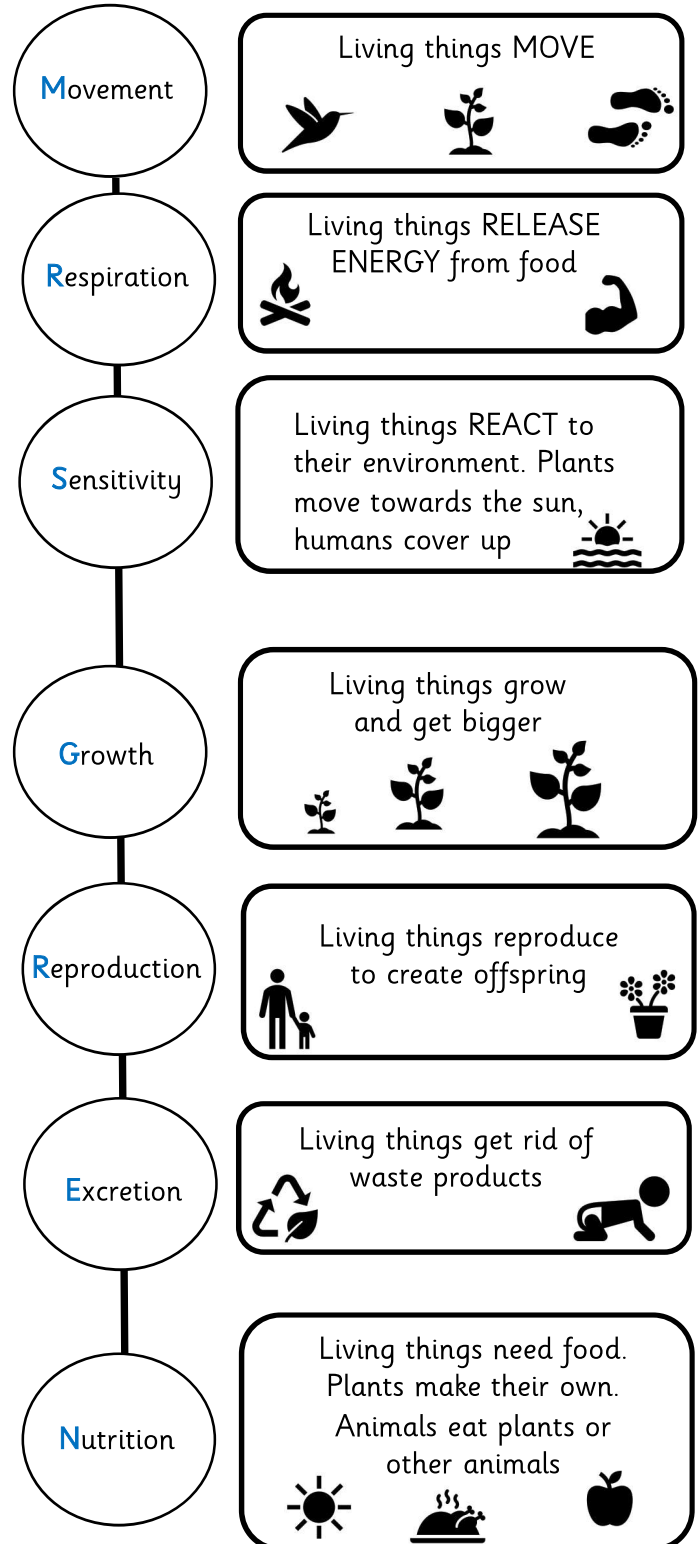 Movement
Living things MOVE
Respiration
Living things RELEASE
ENERGY from food
Sensitivity
Living things REACT to
their environment. Plants
move towards the sun,
humans cover up
Growth
Living things grow
and get bigger
Reproduction
Living things reproduce
to create offspring
Excretion
Living things get rid of
waste products
Nutrition
Living things need food.
Plants make their own.
Animals eat plants or
other animals